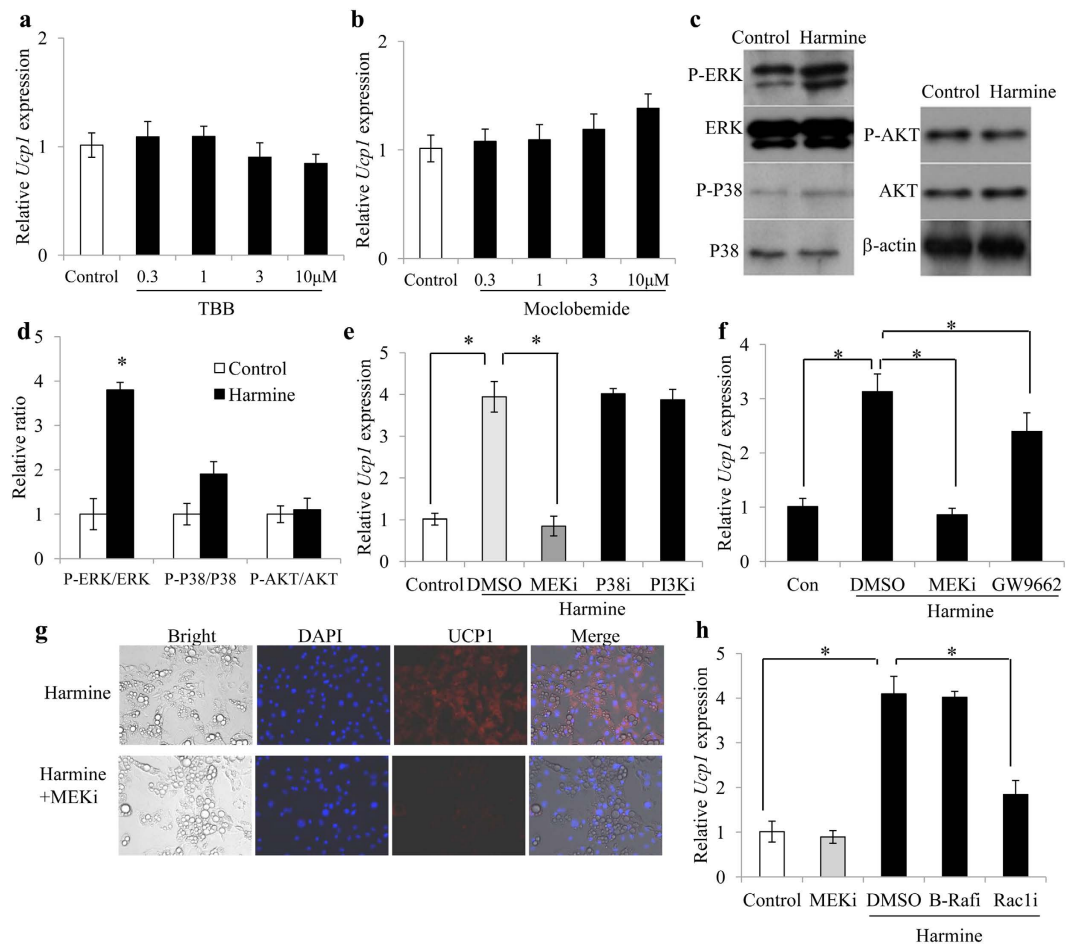 a
Relative Ucp1 expression
2
1
0
Control 0.3 1 3 10μM
TBB
b
Relative Ucp1 expression
2
1
0
Control 0.3 1 3 10μM
Moclobemide
c
Control Harmine
P-ERK
ERK
P-P38
P38
Control Harmine
P-AKT
AKT
β-actin
d
Relative ratio
5
4
3
2
1
0
*
Control
Harmine
P-ERK/ERK P-P38/P38 P-AKT/AKT
e
Relative Ucp1 expression
5
4
3
2
1
0
* *
Control DMSO MEKi P38i PI3Ki
Harmine
f
Relative Ucp1 expression
4
3
2
1
0
*
* *
Con DMSO MEKi GW9662
Harmine
g
Bright DAPI UCP1 Merge
Harmine
Harmine
+MEKi
h
Relative Ucp1 expression
5
4
3
2
1
0
* *
Control MEKi DMSO B-Rafi Rac1i
Harmine